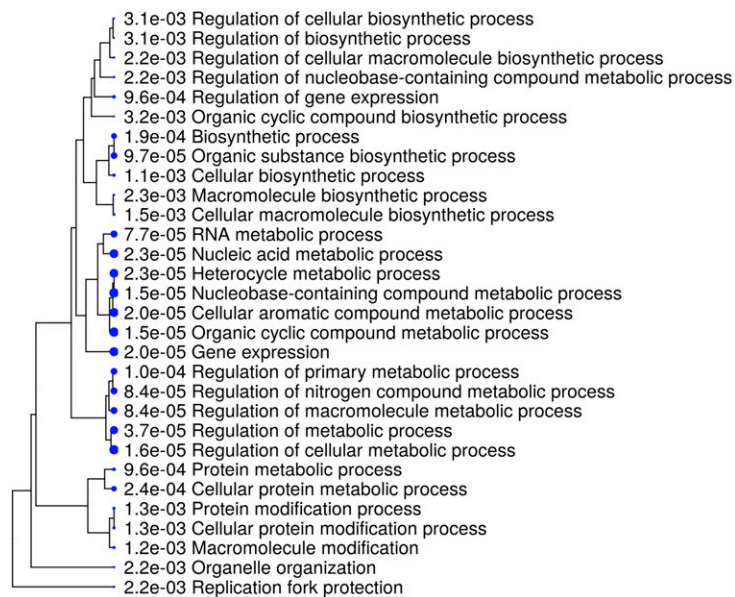 3.1e-03 Regulation of cellular biosynthetic process
3.1e-03 Regulation of biosynthetic process
2.2e-03 Regulation of cellular macromolecule biosynthetic process
2.2e-03 Regulation of nucleobase-containing compound metabolic process
9.6e-04 Regulation of gene expression
3.2e-03 Organic cyclic compound biosynthetic process
1.9e-04 Biosynthetic process
9.7e-05 Organic substance biosynthetic process
1.1e-03 Cellular biosynthetic process
2.3e-03 Macromolecule biosynthetic process
1.5e-03 Cellular macromolecule biosynthetic process
7.7e-05 RNA metabolic process
2.3e-05 Nucleic acid metabolic process
2.3e-05 Heterocycle metabolic process
1.5e-05 Nucleobase-containing compound metabolic process
2.0e-05 Cellular aromatic compound metabolic process
1.5e-05 Organic cyclic compound metabolic process
2.0e-05 Gene expression
1.0e-04 Regulation of primary metabolic process
8.4e-05 Regulation of nitrogen compound metabolic process
8.4e-05 Regulation of macromolecule metabolic process
3.7e-05 Regulation of metabolic process
1.6e-05 Regulation of cellular metabolic process
9.6e-04 Protein metabolic process
2.4e-04 Cellular protein metabolic process
1.3e-03 Protein modification process
1.3e-03 Cellular protein modification process
1.2e-03 Macromolecule modification
2.2e-03 Organelle organization
2.2e-03 Replication fork protection